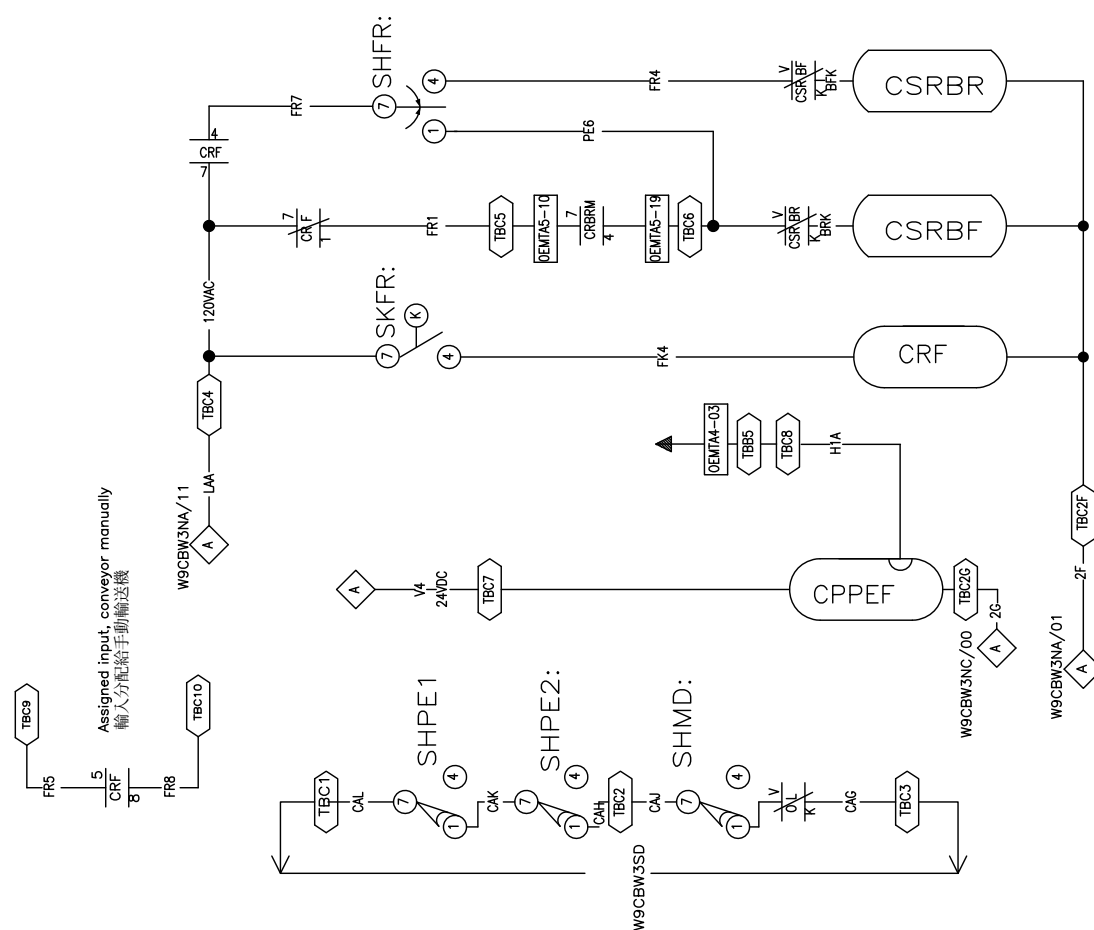 SHFR:
7
4
1
FR7
FR4
V
CSR BF
K
BFK
CSRBR
4
CRF
7
PE6
7
CR F
1
FR1
TBC5
OEMTA5-10
7
CRBRM
4
OEMTA5-19
TBC6
V
CSR BR
K
BRK
CSRBF
120VAC
SKFR:
7
K
4
FK4
CRF
TBC4
LAA
A
W9CBW3NA/11
OEMTA4-03
TBB5
TBC8
H1A
TBC2F
2F
A
W9CBW3NA/01
A
V4
24VDC
TBC7
CPPEF
TBC2G
2G
A
W9CBW3NC/00
Assigned input, conveyor manually
輸入分配給手動輸送機
TBC9
FR5
5
CRF
8
FR8
TBC10
SHPE1
SHPE2:
SHMD:
TBC1
CAL
7
4
1
CAK
7
4
1
CAH
TBC2
CAJ
7
4
1
V
O L
K
CAG
TBC3
W9CBW3SD